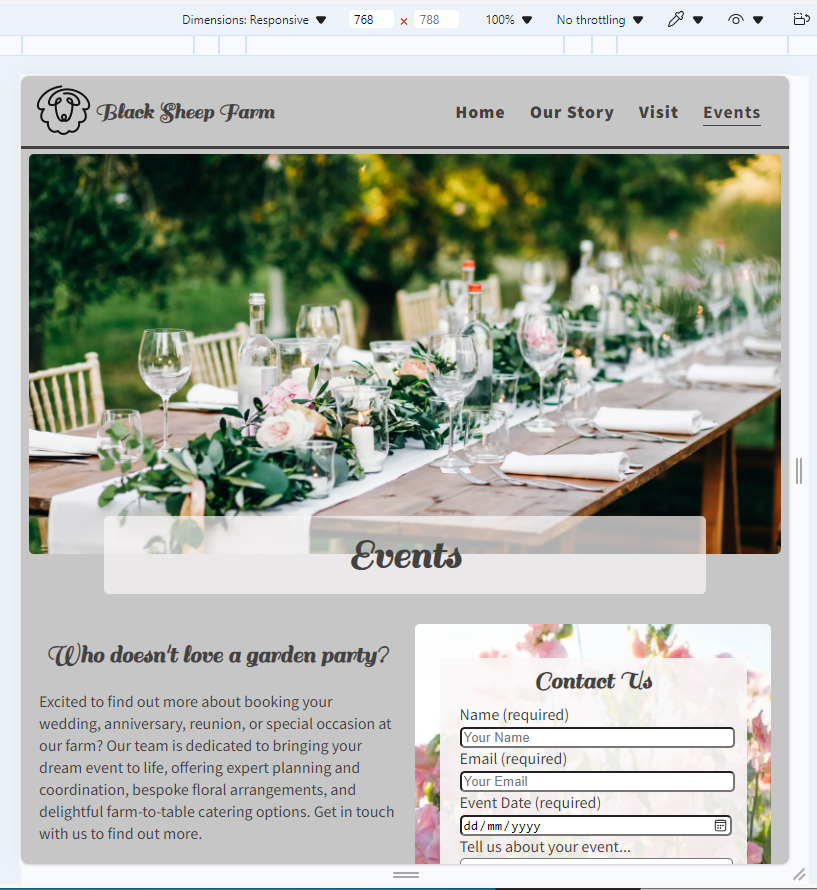 Dimensions: Responsive 768 × 788 100% No throttling
Black Sheep Farm
Home Our Story Visit Events
Events
Who doesn't love a garden party?
Excited to find out more about booking your
wedding, anniversary, reunion, or special occasion at
our farm? Our team is dedicated to bringing your
dream event to life, offering expert planning and
coordination, bespoke floral arrangements, and
delightful farm-to-table catering options. Get in touch
with us to find out more.
Contact Us
Name (required)
Your Name
Email (required)
Your Email
Event Date (required)
dd/mm/yyyy
Tell us about your event...